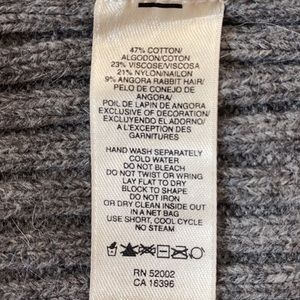 47% COTTON/
ALGODON/COTON
23% VISCOSE/VISCOSA
21% NYLON/NAILON
9% ANGORA RABBIT HAIR/
PELO DE CONEJO DE
ANGORA/
POIL DE LAPIN DE ANGORA
EXCLUSIVE OF DECORATION/
EXCLUYENDO EL ADORNO/
A L'EXCEPTION DES
GARNITURES
HAND WASH SEPARATELY
COLD WATER
DO NOT BLEACH
DO NOT TWIST OR WRING
LAY FLAT TO DRY
BLOCK TO SHAPE
DO NOT IRON
OR DRY CLEAN INSIDE OUT
IN A NET BAG
USE SHORT, COOL CYCLE
NO STEAM
RN 52002
CA 16396